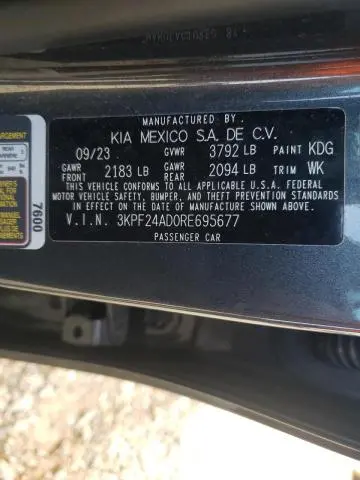 MANUFACTURED BY
KIA MEXICO S.A. DE C.V.
09/23 GVWR 3792 LB PAINT KDG
GAWR FRONT 2183 LB GAWR REAR 2094 LB TRIM WK
THIS VEHICLE CONFORMS TO ALL APPLICABLE U.S.A. FEDERAL
MOTOR VEHICLE SAFETY, BUMPER, AND THEFT PREVENTION STANDARDS
IN EFFECT ON THE DATE OF MANUFACTURE SHOWN ABOVE.
V.I.N. 3KPF24AD0RE695677
PASSENGER CAR
7600